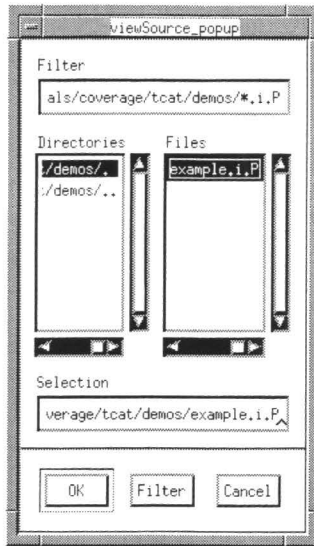 viewSource_popup
Filter
als/coverage/tcat/demos/*.i.P
Directories Files
:/demos/. example.i.P
:/demos/..
Selection
verage/tcat/demos/example.i.P
OK Filter Cancel